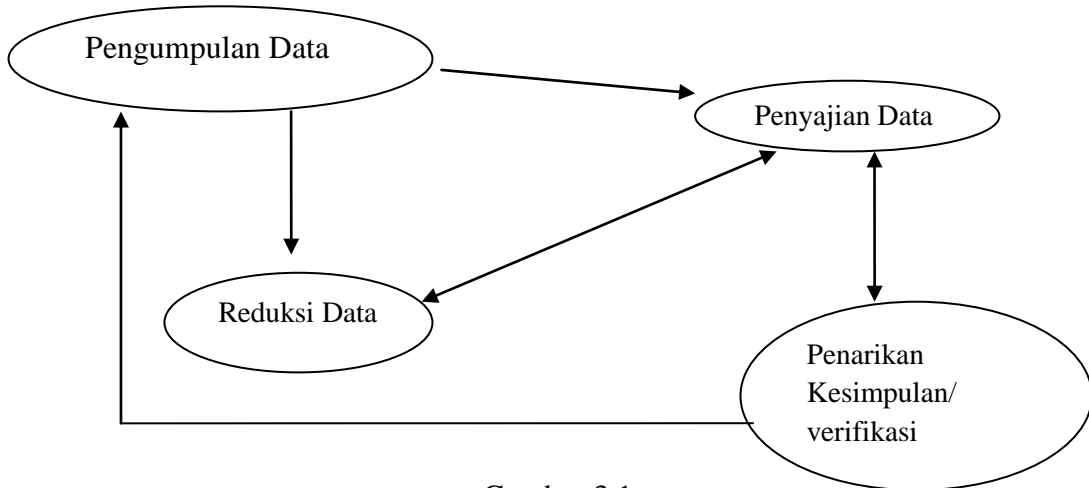 Pengumpulan Data
Penyajian Data
Reduksi Data
Penarikan
Kesimpulan/
verifikasi